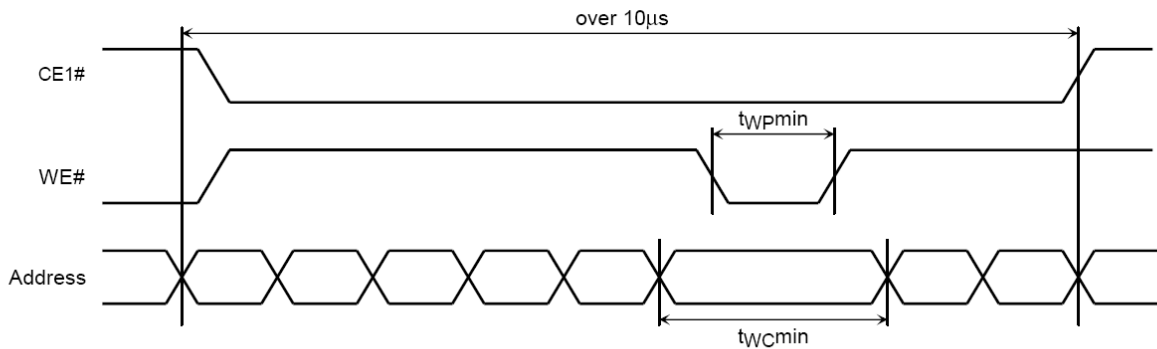 over 10μs
CE1#
tWPmin
WE#
Address
tWCmin